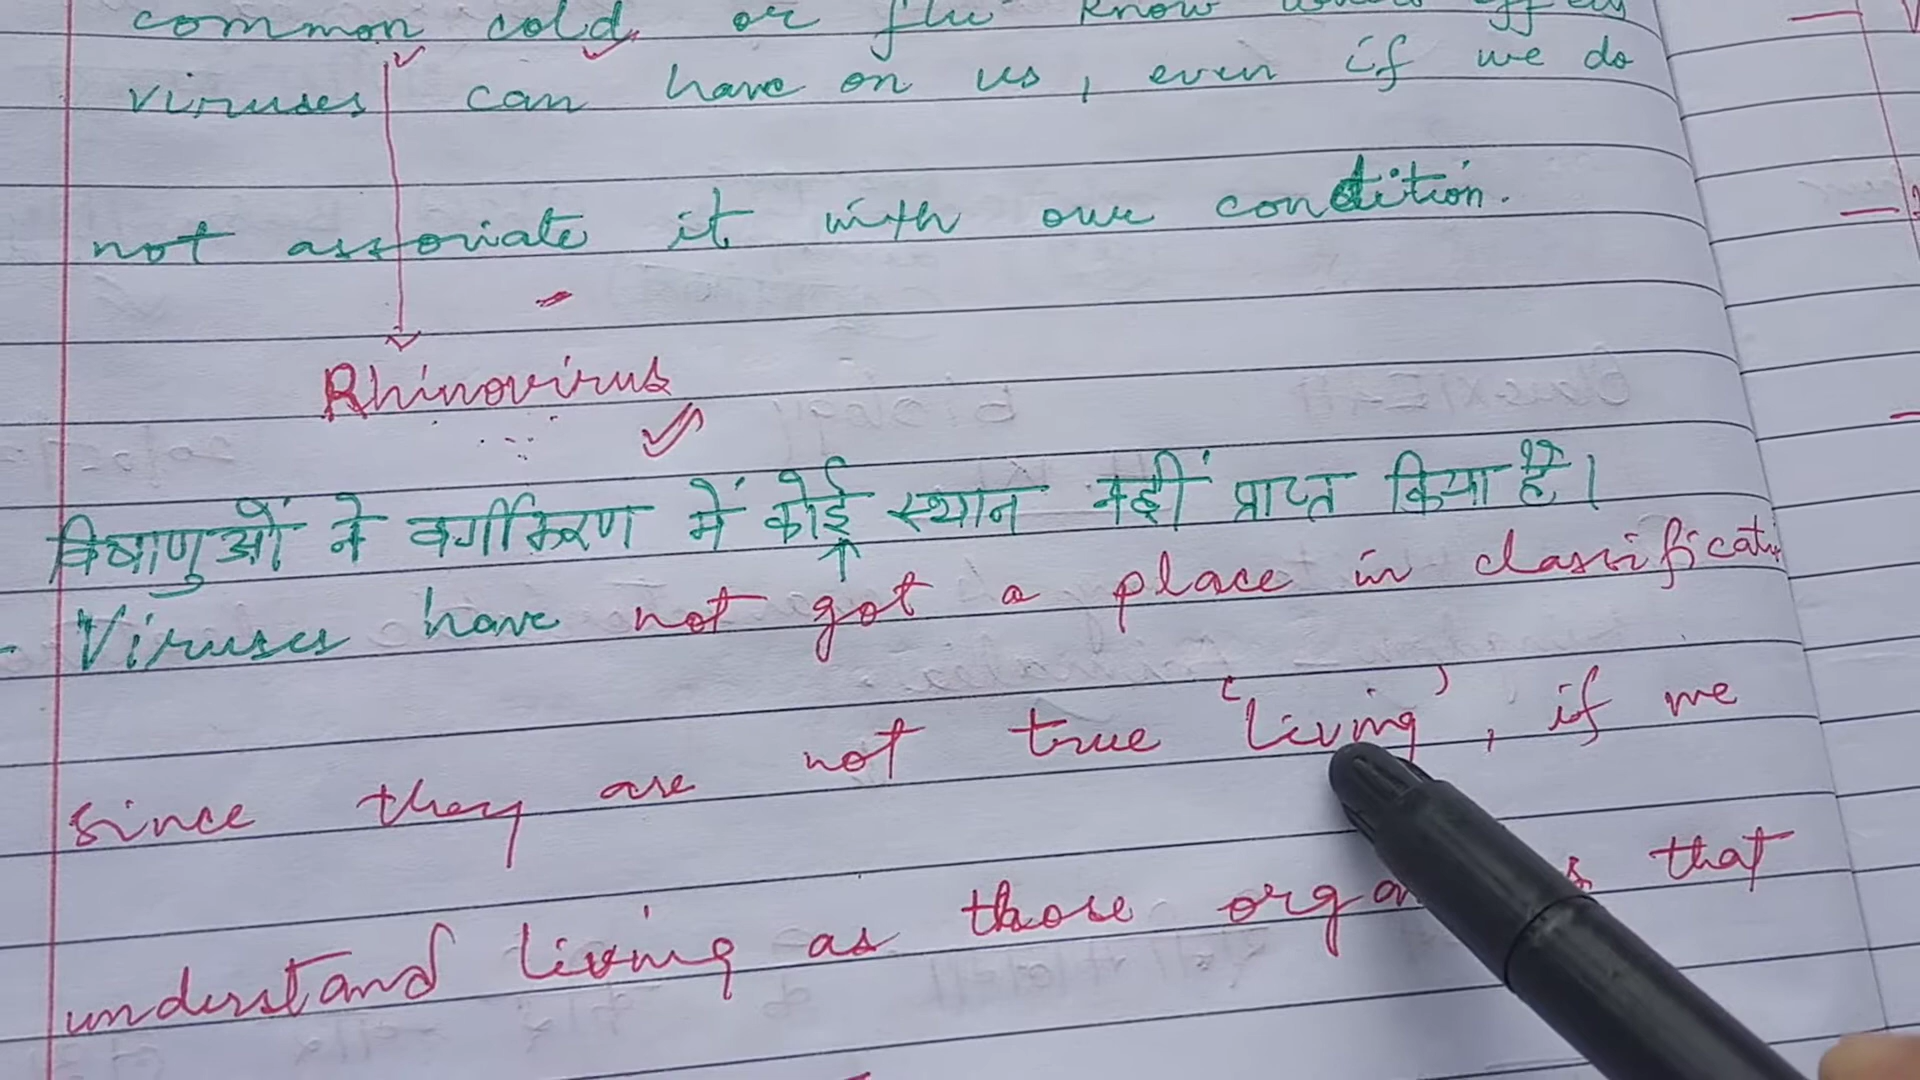 common cold or flu know
viruses can have on us, even if we do
not associate it with our condition.
Rhinovirus
विषाणुओं ने वर्गीकरण में कोई स्थान नहीं प्राप्त किया है।
Viruses have not got a place in
since they are not true 'living', if we
understand living as those that